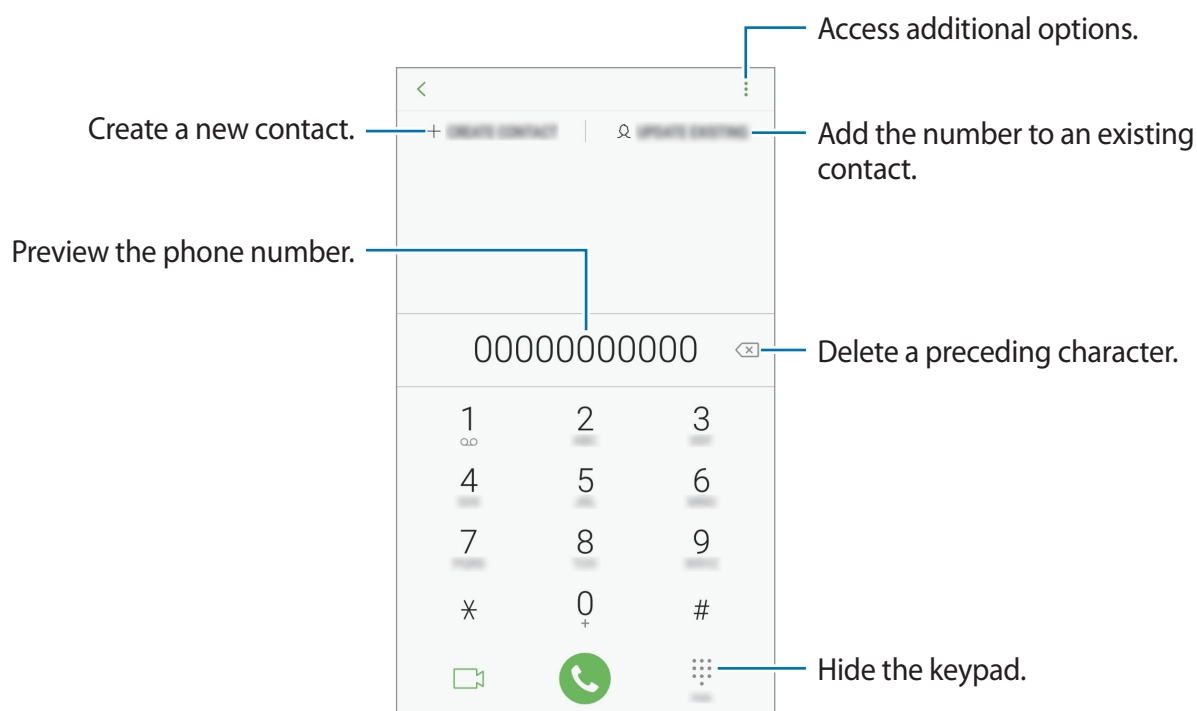 Access additional options.
Create a new contact.
Add the number to an existing
contact.
Preview the phone number.
00000000000
Delete a preceding character.
1 2 3
4 5 6
7 8 9
* 0 #
+
Hide the keypad.